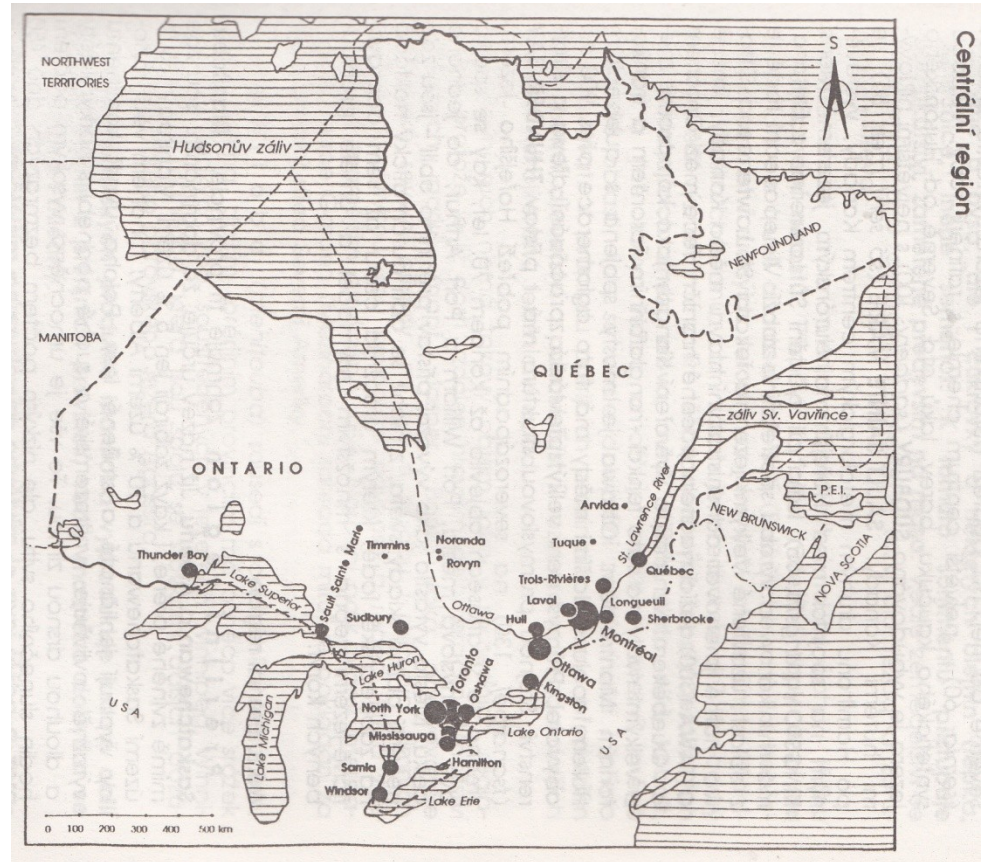 Centrální region
S
NORTHWEST
TERRITORIES
Hudsonův záliv
NEWFOUNDLAND
MANITOBA
QUÉBEC
záliv Sv. Vavřince
ONTARIO
P.E.I.
NEW BRUNSWICK
NOVA SCOTIA
Arvida
St. Lawrence River
Tuque
Québec
Noranda
Rovyn
Timmins
Thunder Bay
Lake Superior
Sault Sainte Marie
Sudbury
Trois-Rivières
Laval
Longueuil
Sherbrook
Montréal
Ottawa
Hull
Ottawa
Kingston
Lake Huron
Toronto
Oshawa
North York
Mississauga
Lake Ontario
Hamilton
Sarnia
Windsor
Lake Erie
Lake Michigan
USA
USA
0 100 200 300 400 500 km